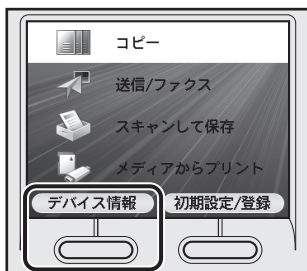 コピー
送信/ファクス
スキャンして保存
メディアからプリント
デバイス情報 初期設定/登録